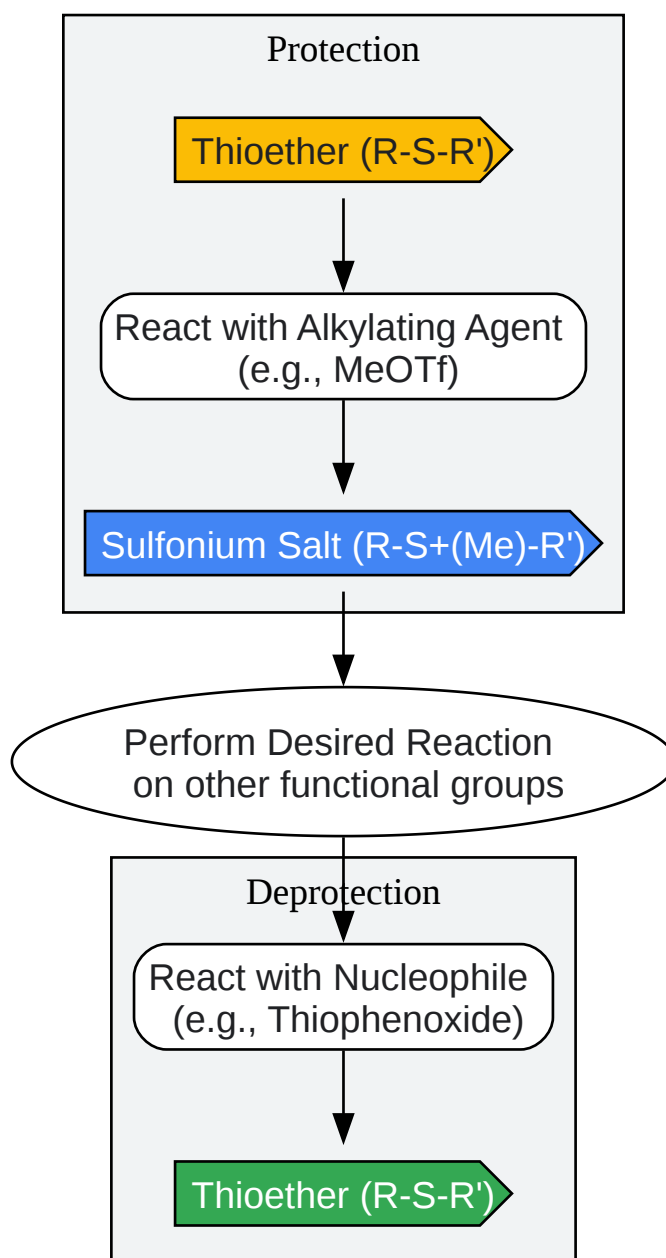 Protection
Thioether (R-S-R')
React with Alkylating Agent
(e.g., MeOTf)
Sulfonium Salt (R-S+(Me)-R')
Perform Desired Reaction
on other functional groups
Deprotection
React with Nucleophile
(e.g., Thiophenoxide)
Thioether (R-S-R')